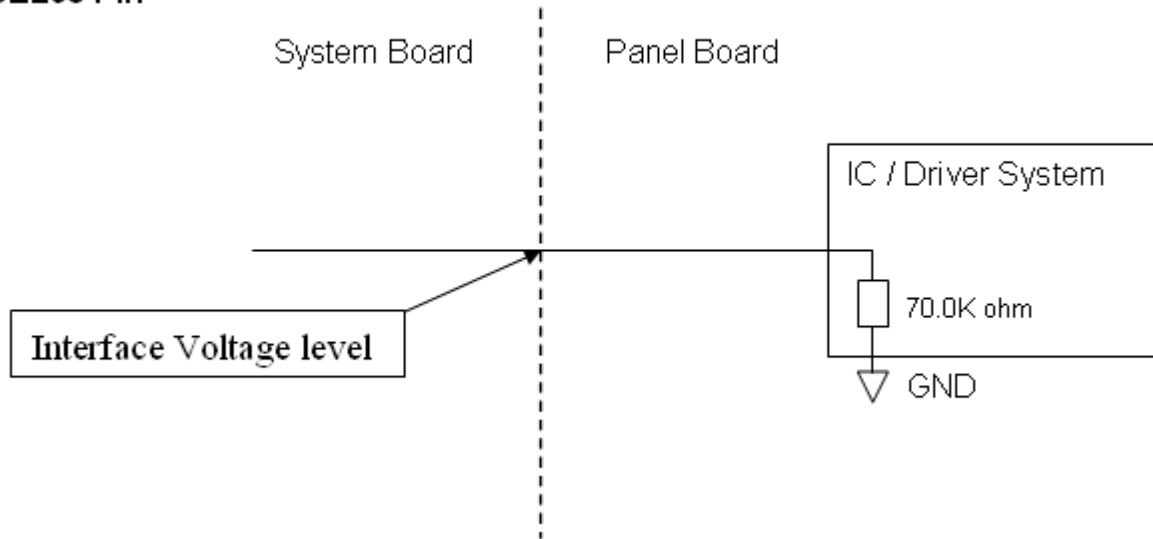 System Board
Panel Board
IC / Driver System
70.0K ohm
Interface Voltage level
GND